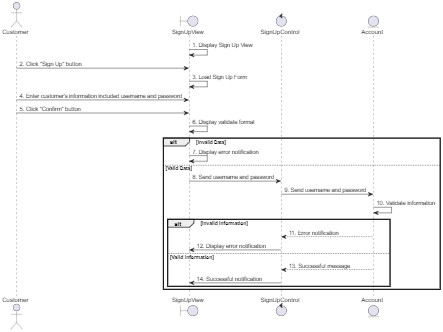 Customer SignUpView SignUpControl Account
1. Display Sign Up View
2. Click "Sign Up" button
3. Load Sign Up Form
4. Enter customer's information included username and password
5. Click "Confirm" button
6. Display validate format
alt [Invalid Data]
7. Display error notification
[Valid Data]
8. Send username and password
9. Send username and password
10. Validate information
alt [Invalid Information]
11. Error notification
12. Display error notification
[Valid Information]
13. Successful message
14. Successful notification
Customer SignUpView SignUpControl Account